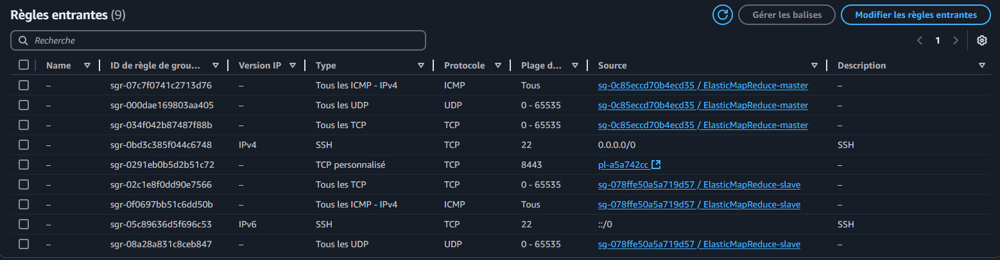 Règles entrantes (9) Gérer les balises Modifier les règles entrantes
Recherche 1
Name ID de règle de grou... Version IP Type Protocole Plage d... Source Description
– sgr-07c7f0741c2713d76 – Tous les ICMP - IPv4 ICMP Tous sg-0c85eccd70b4ecd35 / ElasticMapReduce-master –
– sgr-000dae169803aa405 – Tous les UDP UDP 0 - 65535 sg-0c85eccd70b4ecd35 / ElasticMapReduce-master –
– sgr-034f042b87487f88b – Tous les TCP TCP 0 - 65535 sg-0c85eccd70b4ecd35 / ElasticMapReduce-master –
– sgr-0bd3c385f044c6748 IPv4 SSH TCP 22 0.0.0.0/0 SSH
– sgr-0291eb0b5d2b51c72 – TCP personnalisé TCP 8443 pl-a5a742cc –
– sgr-02c1e8f0dd90e7566 – Tous les TCP TCP 0 - 65535 sg-078ffe50a5a719d57 / ElasticMapReduce-slave –
– sgr-0f0697bb51c6dd50b – Tous les ICMP - IPv4 ICMP Tous sg-078ffe50a5a719d57 / ElasticMapReduce-slave –
– sgr-05c89636d5f696c53 IPv6 SSH TCP 22 ::/0 SSH
– sgr-08a28a831c8ceb847 – Tous les UDP UDP 0 - 65535 sg-078ffe50a5a719d57 / ElasticMapReduce-slave –